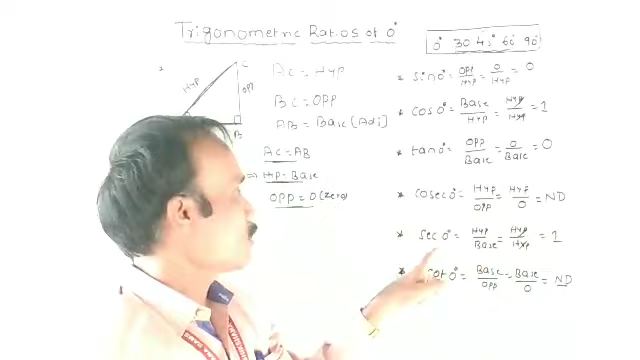 Trigonometric Ratios of 0°
0° 30 45° 60 90°
C
Hyp
OPP
B
AC = Hyp
BC = OPP
AB = Base [Adj]
AC = AB
⇒ Hyp = Base
OPP = 0 (Zero)
* Sin0° = OPP/Hyp = 0/Hyp = 0
* Cos0° = Base/Hyp = Hyp/Hyp = 1
* tan0° = OPP/Base = 0/Base = 0
* Cosec0° = Hyp/OPP = Hyp/0 = ND
* Sec0° = Hyp/Base = Hyp/Hyp = 1
* Cot0° = Base/OPP = Base/0 = ND